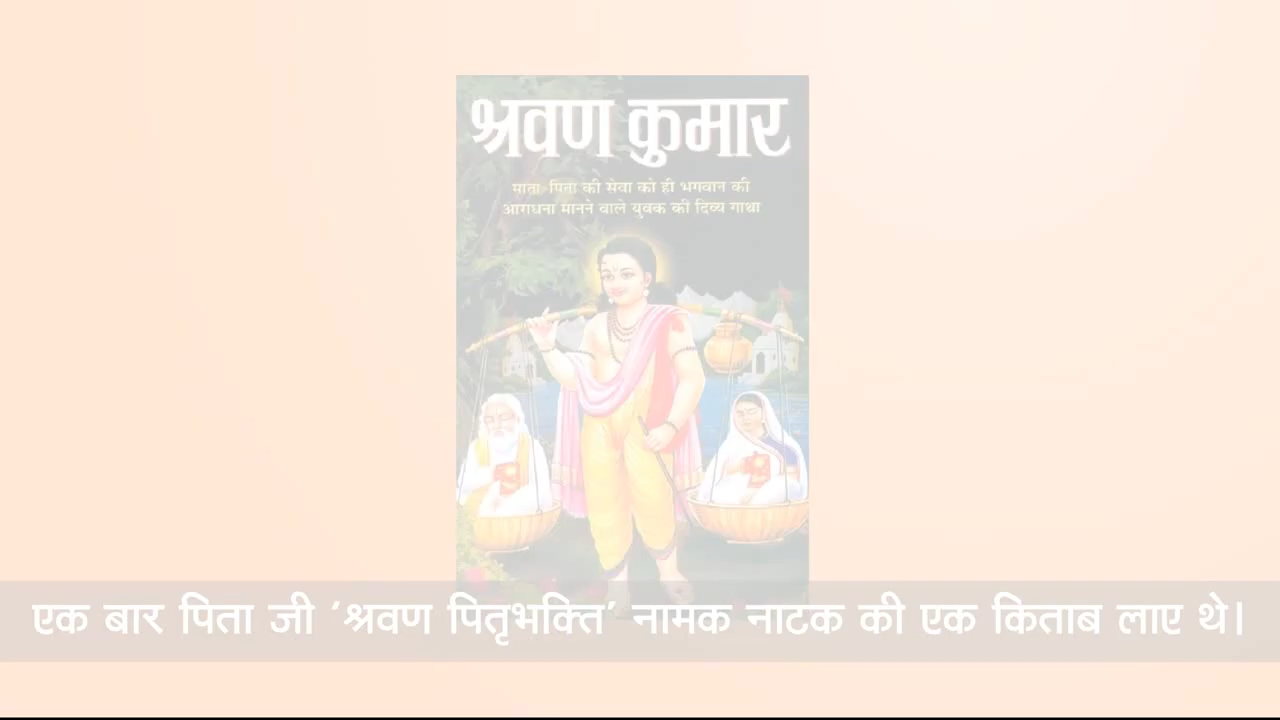 श्रवण कुमार
माता-पिता की सेवा को ही भगवान की
आराधना मानने वाले युवक की दिव्य गाथा
एक बार पिता जी ‘श्रवण पितृभक्ति’ नामक नाटक की एक किताब लाए थे।